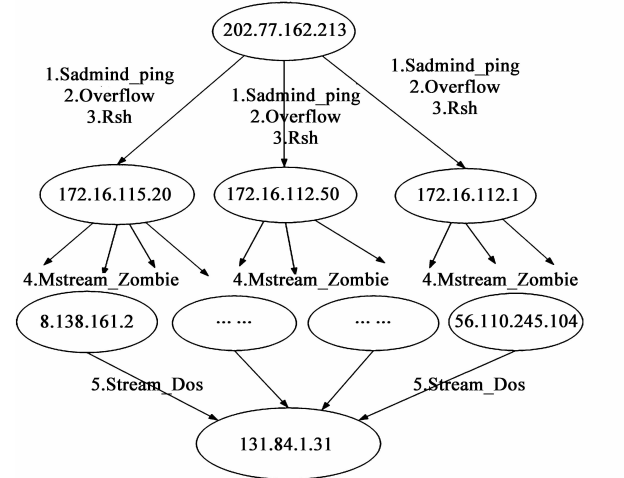 202.77.162.213
1.Sadmind_ping
2.Overflow
3.Rsh
1.Sadmind_ping
2.Overflow
3.Rsh
1.Sadmind_ping
2.Overflow
3.Rsh
172.16.115.20
172.16.112.50
172.16.112.1
4.Mstream_Zombie
4.Mstream_Zombie
4.Mstream_Zombie
8.138.161.2
... ...
... ...
56.110.245.104
5.Stream_Dos
5.Stream_Dos
131.84.1.31